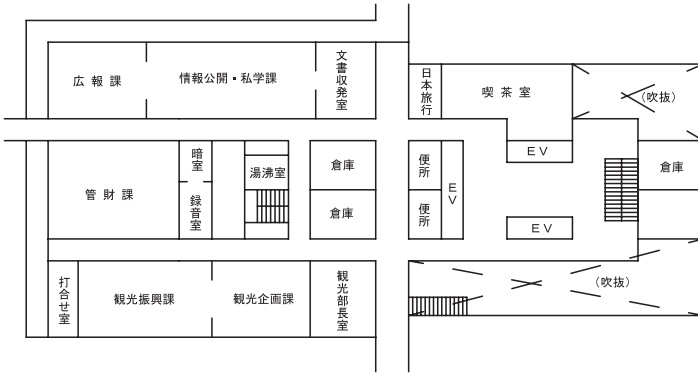 広報課
情報公開・私学課
文書収発室
日本旅行
喫茶室
(吹抜)
管財課
暗室
録音室
湯沸室
倉庫
倉庫
便所
便所
EV
EV
EV
倉庫
打合せ室
観光振興課
観光企画課
観光部長室
(吹抜)